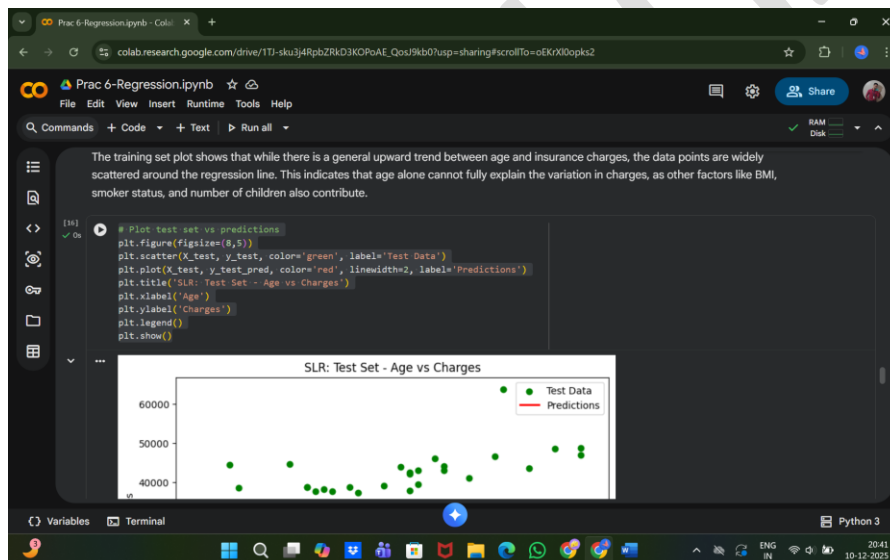 Prac 6-Regression.ipynb - Colab
colab.research.google.com/drive/1TJ-sku3j4RpbZRkD3KOPoAE_QosJ9kb0?usp=sharing#scrollTo=oEKrXl0opks2
Prac 6-Regression.ipynb
File Edit View Insert Runtime Tools Help
Share
Commands + Code + Text Run all
RAM
Disk
The training set plot shows that while there is a general upward trend between age and insurance charges, the data points are widely
scattered around the regression line. This indicates that age alone cannot fully explain the variation in charges, as other factors like BMI,
smoker status, and number of children also contribute.
[16]
0s
# Plot test set vs predictions
plt.figure(figsize=(8,5))
plt.scatter(X_test, y_test, color='green', label='Test Data')
plt.plot(X_test, y_test_pred, color='red', linewidth=2, label='Predictions')
plt.title('SLR: Test Set - Age vs Charges')
plt.xlabel('Age')
plt.ylabel('Charges')
plt.legend()
plt.show()
SLR: Test Set - Age vs Charges
Test Data
Predictions
60000
50000
40000
{} Variables Terminal
Python 3
3
ENG
IN
20:41
10-12-2025